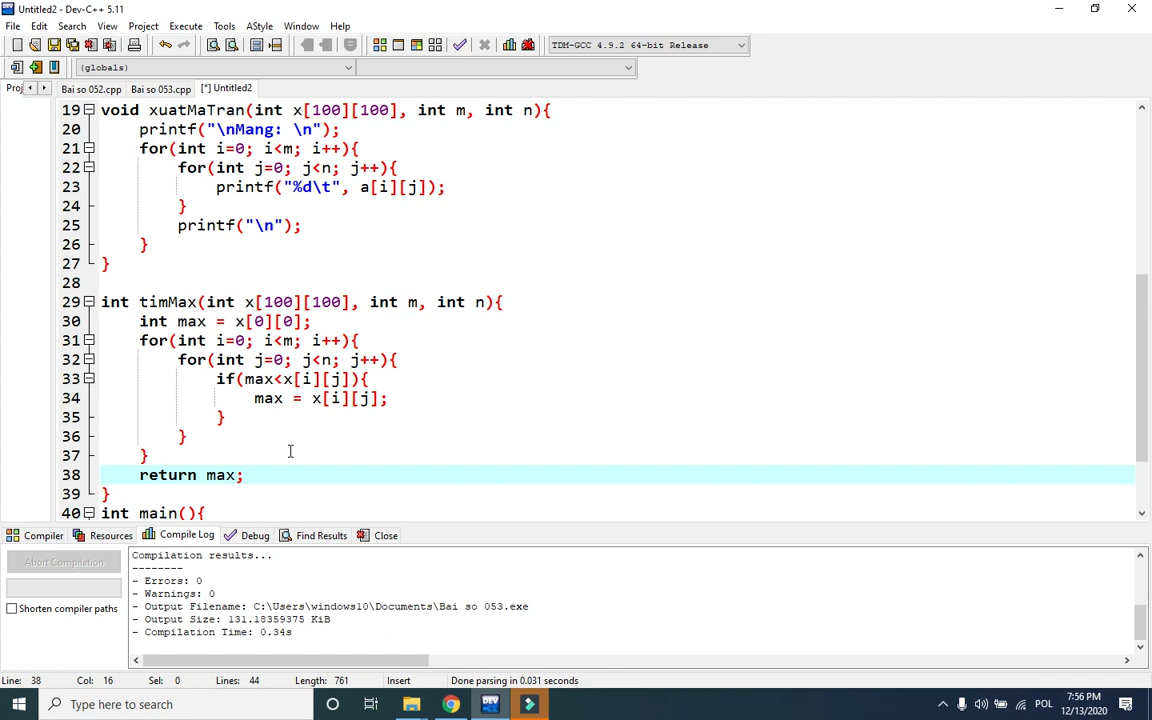 Untitled2 - Dev-C++ 5.11
File Edit Search View Project Execute Tools AStyle Window Help
TDM-GCC 4.9.2 64-bit Release
(globals)
Proj Bai so 052.cpp Bai so 053.cpp [*] Untitled2
19 void xuatMaTran(int x[100][100], int m, int n){
20 printf("\nMang: \n");
21 for(int i=0; i<m; i++){
22 for(int j=0; j<n; j++){
23 printf("%d\t", a[i][j]);
24 }
25 printf("\n");
26 }
27 }
28
29 int timMax(int x[100][100], int m, int n){
30 int max = x[0][0];
31 for(int i=0; i<m; i++){
32 for(int j=0; j<n; j++){
33 if(max<x[i][j]){
34 max = x[i][j];
35 }
36 }
37 }
38 return max;
39 }
40 int main(){
Compiler Resources Compile Log Debug Find Results Close
Abort Compilation
Shorten compiler paths
Compilation results...
--------
- Errors: 0
- Warnings: 0
- Output Filename: C:\Users\windows10\Documents\Bai so 053.exe
- Output Size: 131.18359375 KiB
- Compilation Time: 0.34s
Line: 38 Col: 16 Sel: 0 Lines: 44 Length: 761 Insert Done parsing in 0.031 seconds
Type here to search
DEV
POL
7:56 PM
12/13/2020